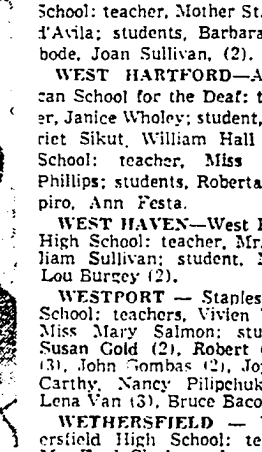 School: teacher, Mother St.
d'Avila; students, Barbara
bode, Joan Sullivan, (2).
WEST HARTFORD—A
can School for the Deaf: t
er, Janice Wholey; student,
riet Sikut. William Hall
School: teacher, Miss
Phillips; students, Roberta
piro, Ann Festa.
WEST HAVEN—West
High School: teacher, Mr.
liam Sullivan; student,
Lou Burgey (2).
WESTPORT — Staples
School: teachers, Vivien
Miss Mary Salmon; stu
Susan Gold (2), Robert
(3), John Gombas (2), Jo
Carthy, Nancy Pilipchuk
Lena Van (3), Bruce Baco
WETHERSFIELD —
ersfield High School: te